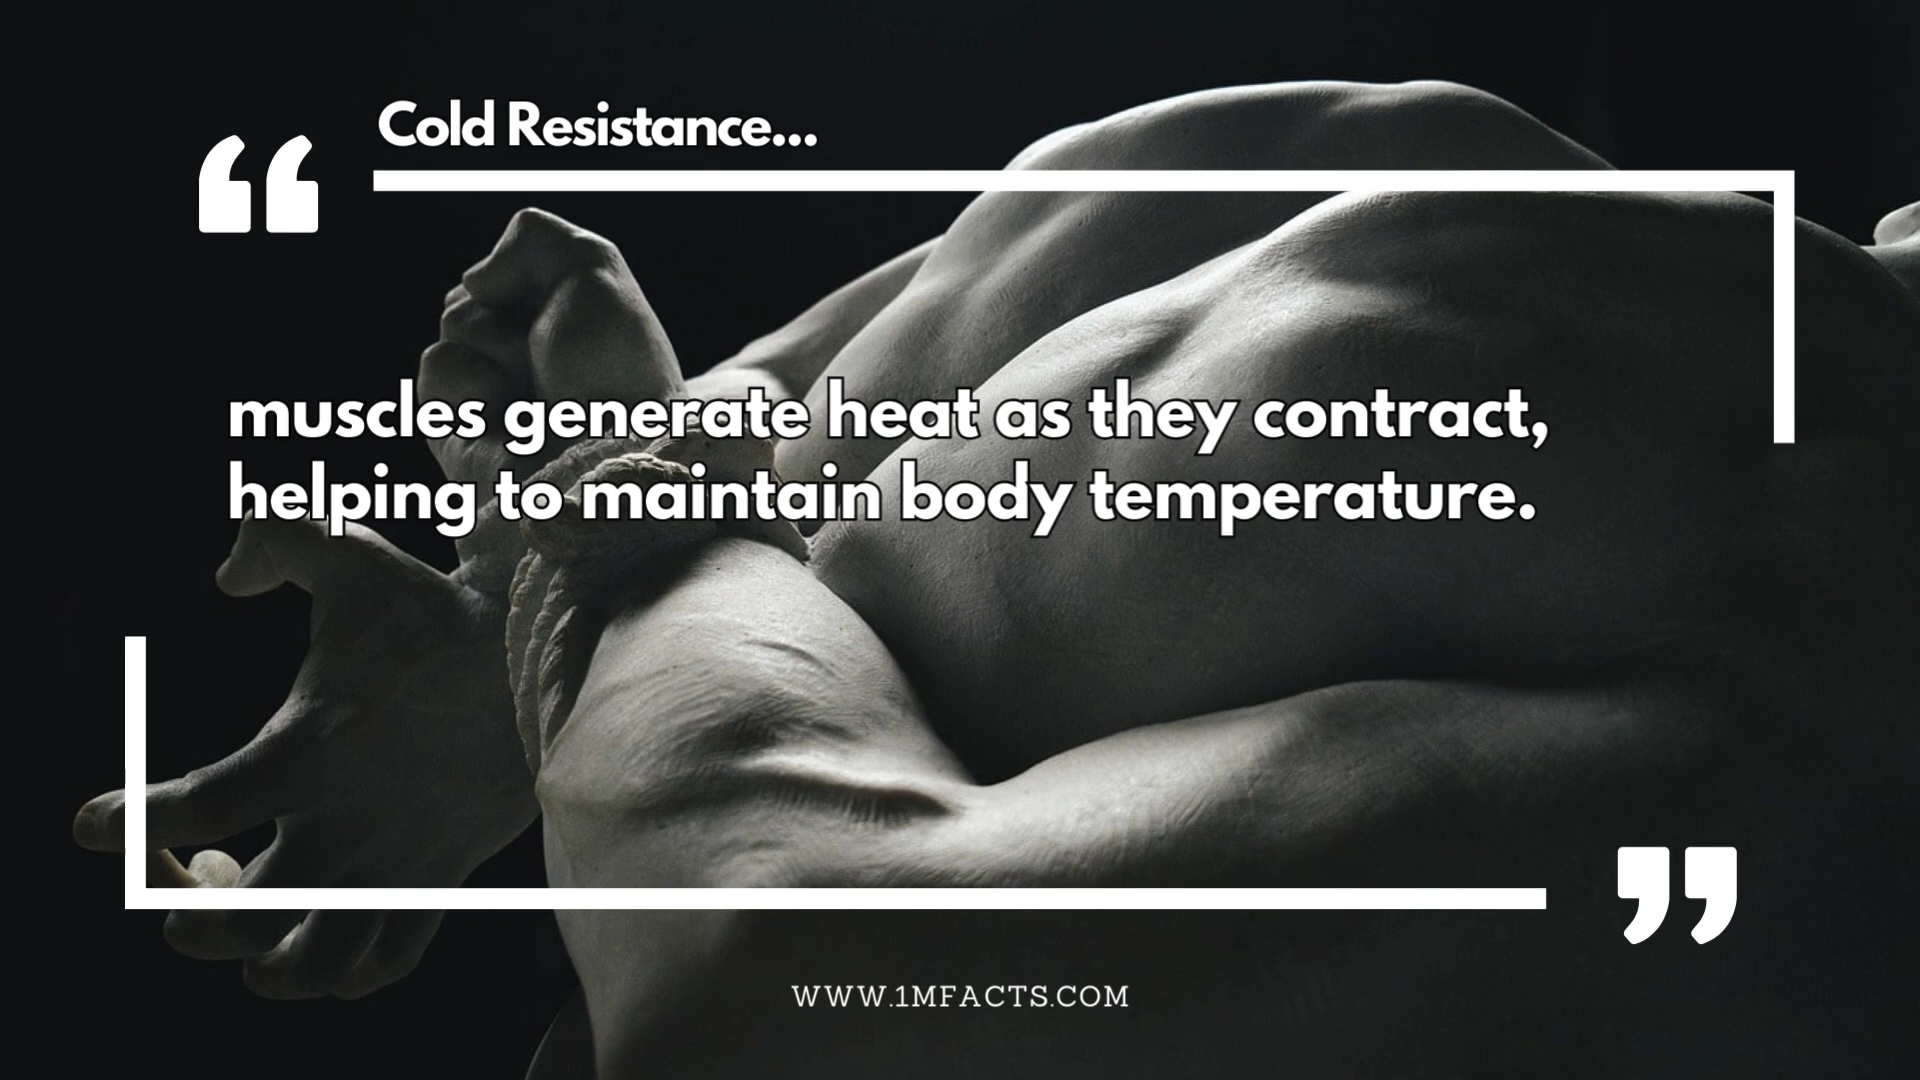 Cold Resistance...
“
muscles generate heat as they contract,
helping to maintain body temperature.
”
WWW.1MFACTS.COM